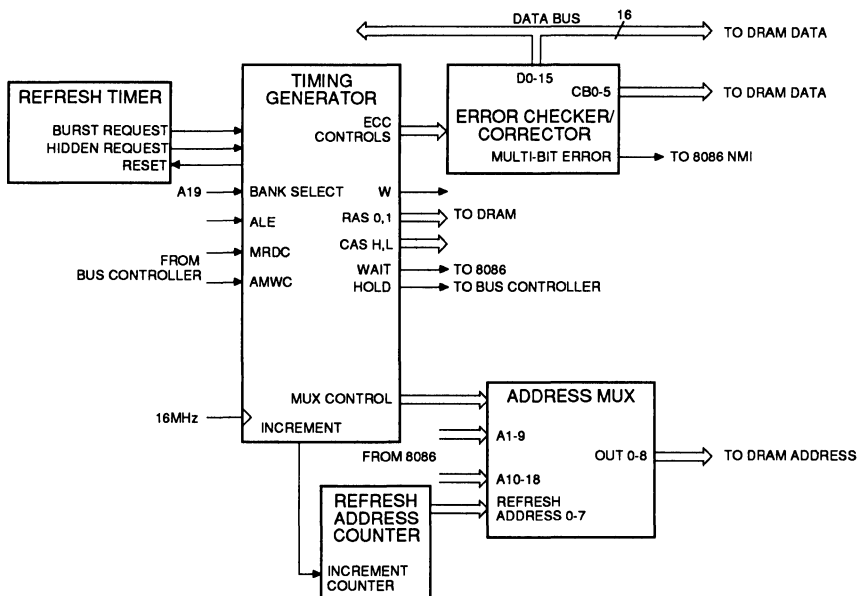 DATA BUS
16
TO DRAM DATA
D0-15
CB0-5
TO DRAM DATA
ERROR CHECKER/
CORRECTOR
MULTI-BIT ERROR
TO 8086 NMI
REFRESH TIMER
BURST REQUEST
HIDDEN REQUEST
RESET
TIMING
GENERATOR
ECC
CONTROLS
A19
BANK SELECT
W
ALE
RAS 0,1
TO DRAM
MRDC
CAS H,L
FROM
BUS CONTROLLER
AMWC
WAIT
TO 8086
HOLD
TO BUS CONTROLLER
MUX CONTROL
16MHz
INCREMENT
ADDRESS MUX
A1-9
FROM 8086
OUT 0-8
TO DRAM ADDRESS
A10-18
REFRESH
ADDRESS 0-7
REFRESH
ADDRESS
COUNTER
INCREMENT
COUNTER